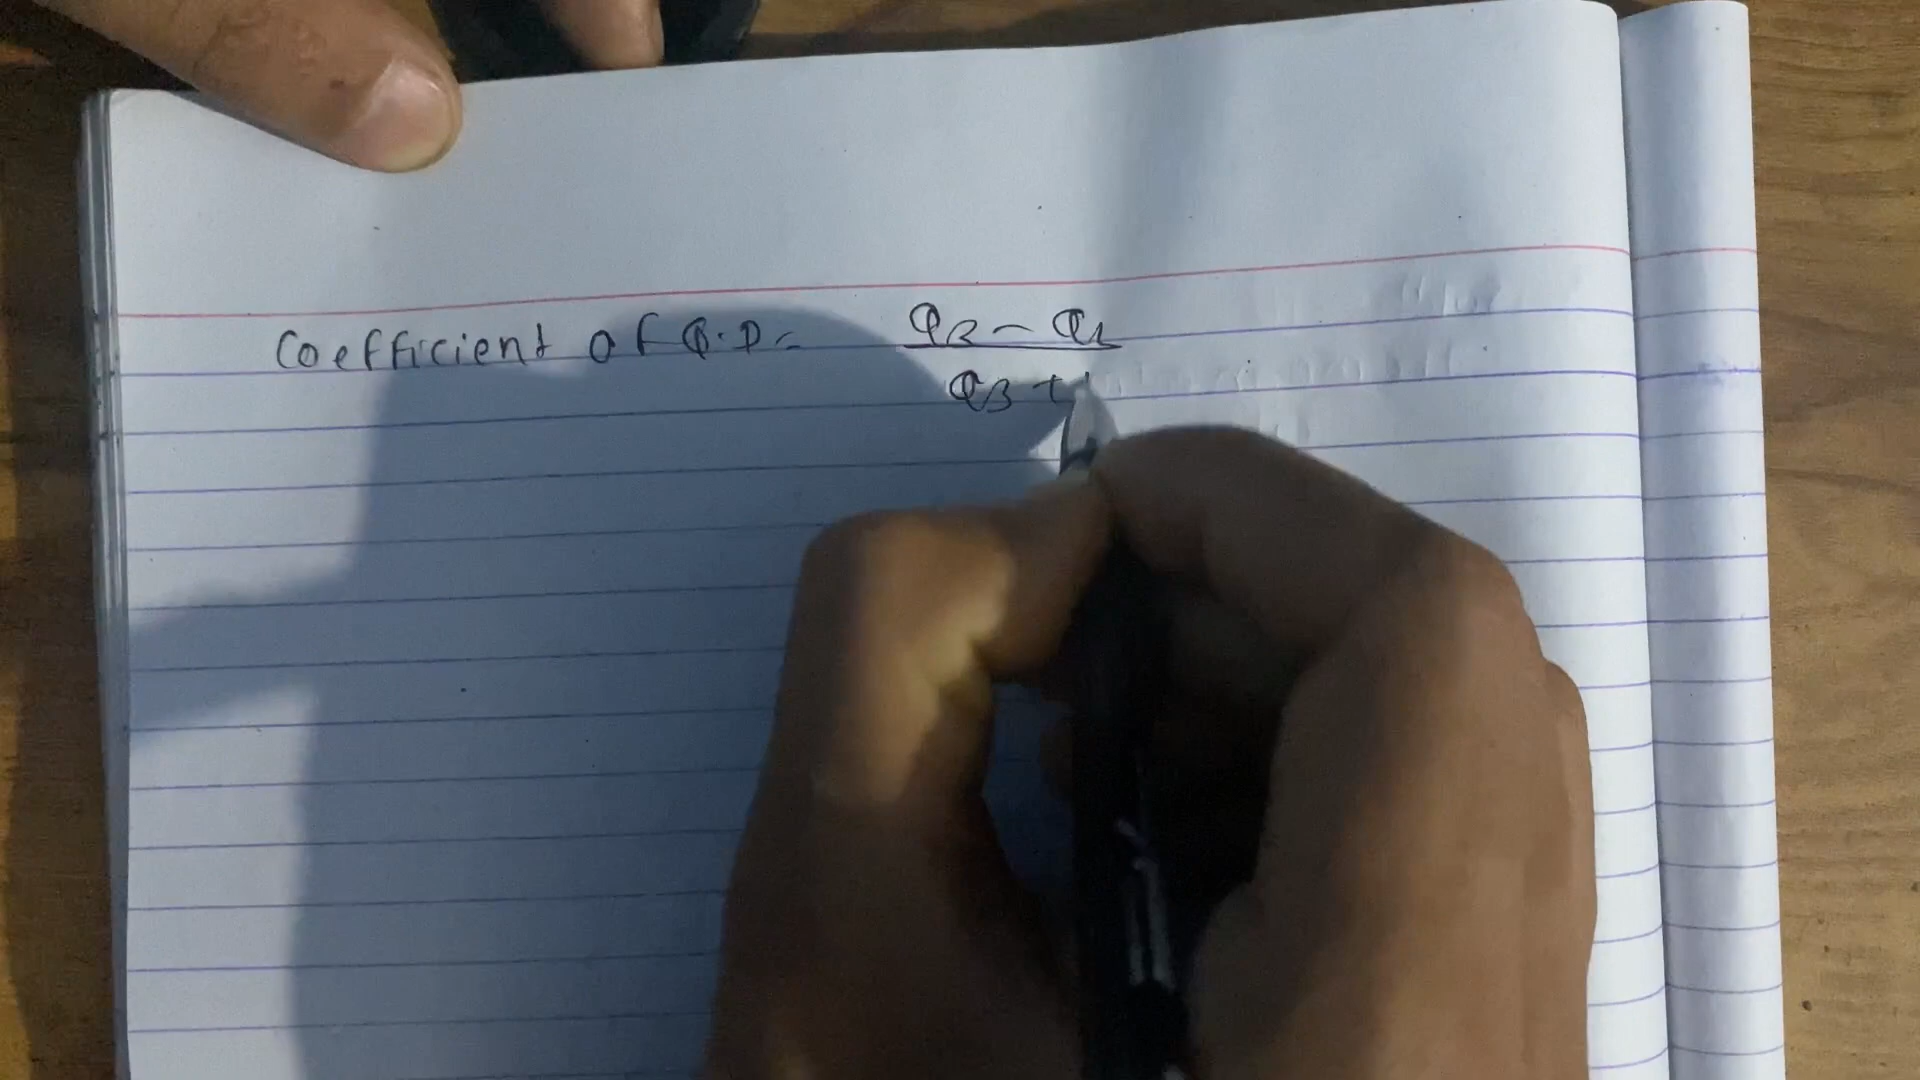 Coefficient of Q.D = Q3 - Q1
Q3 +